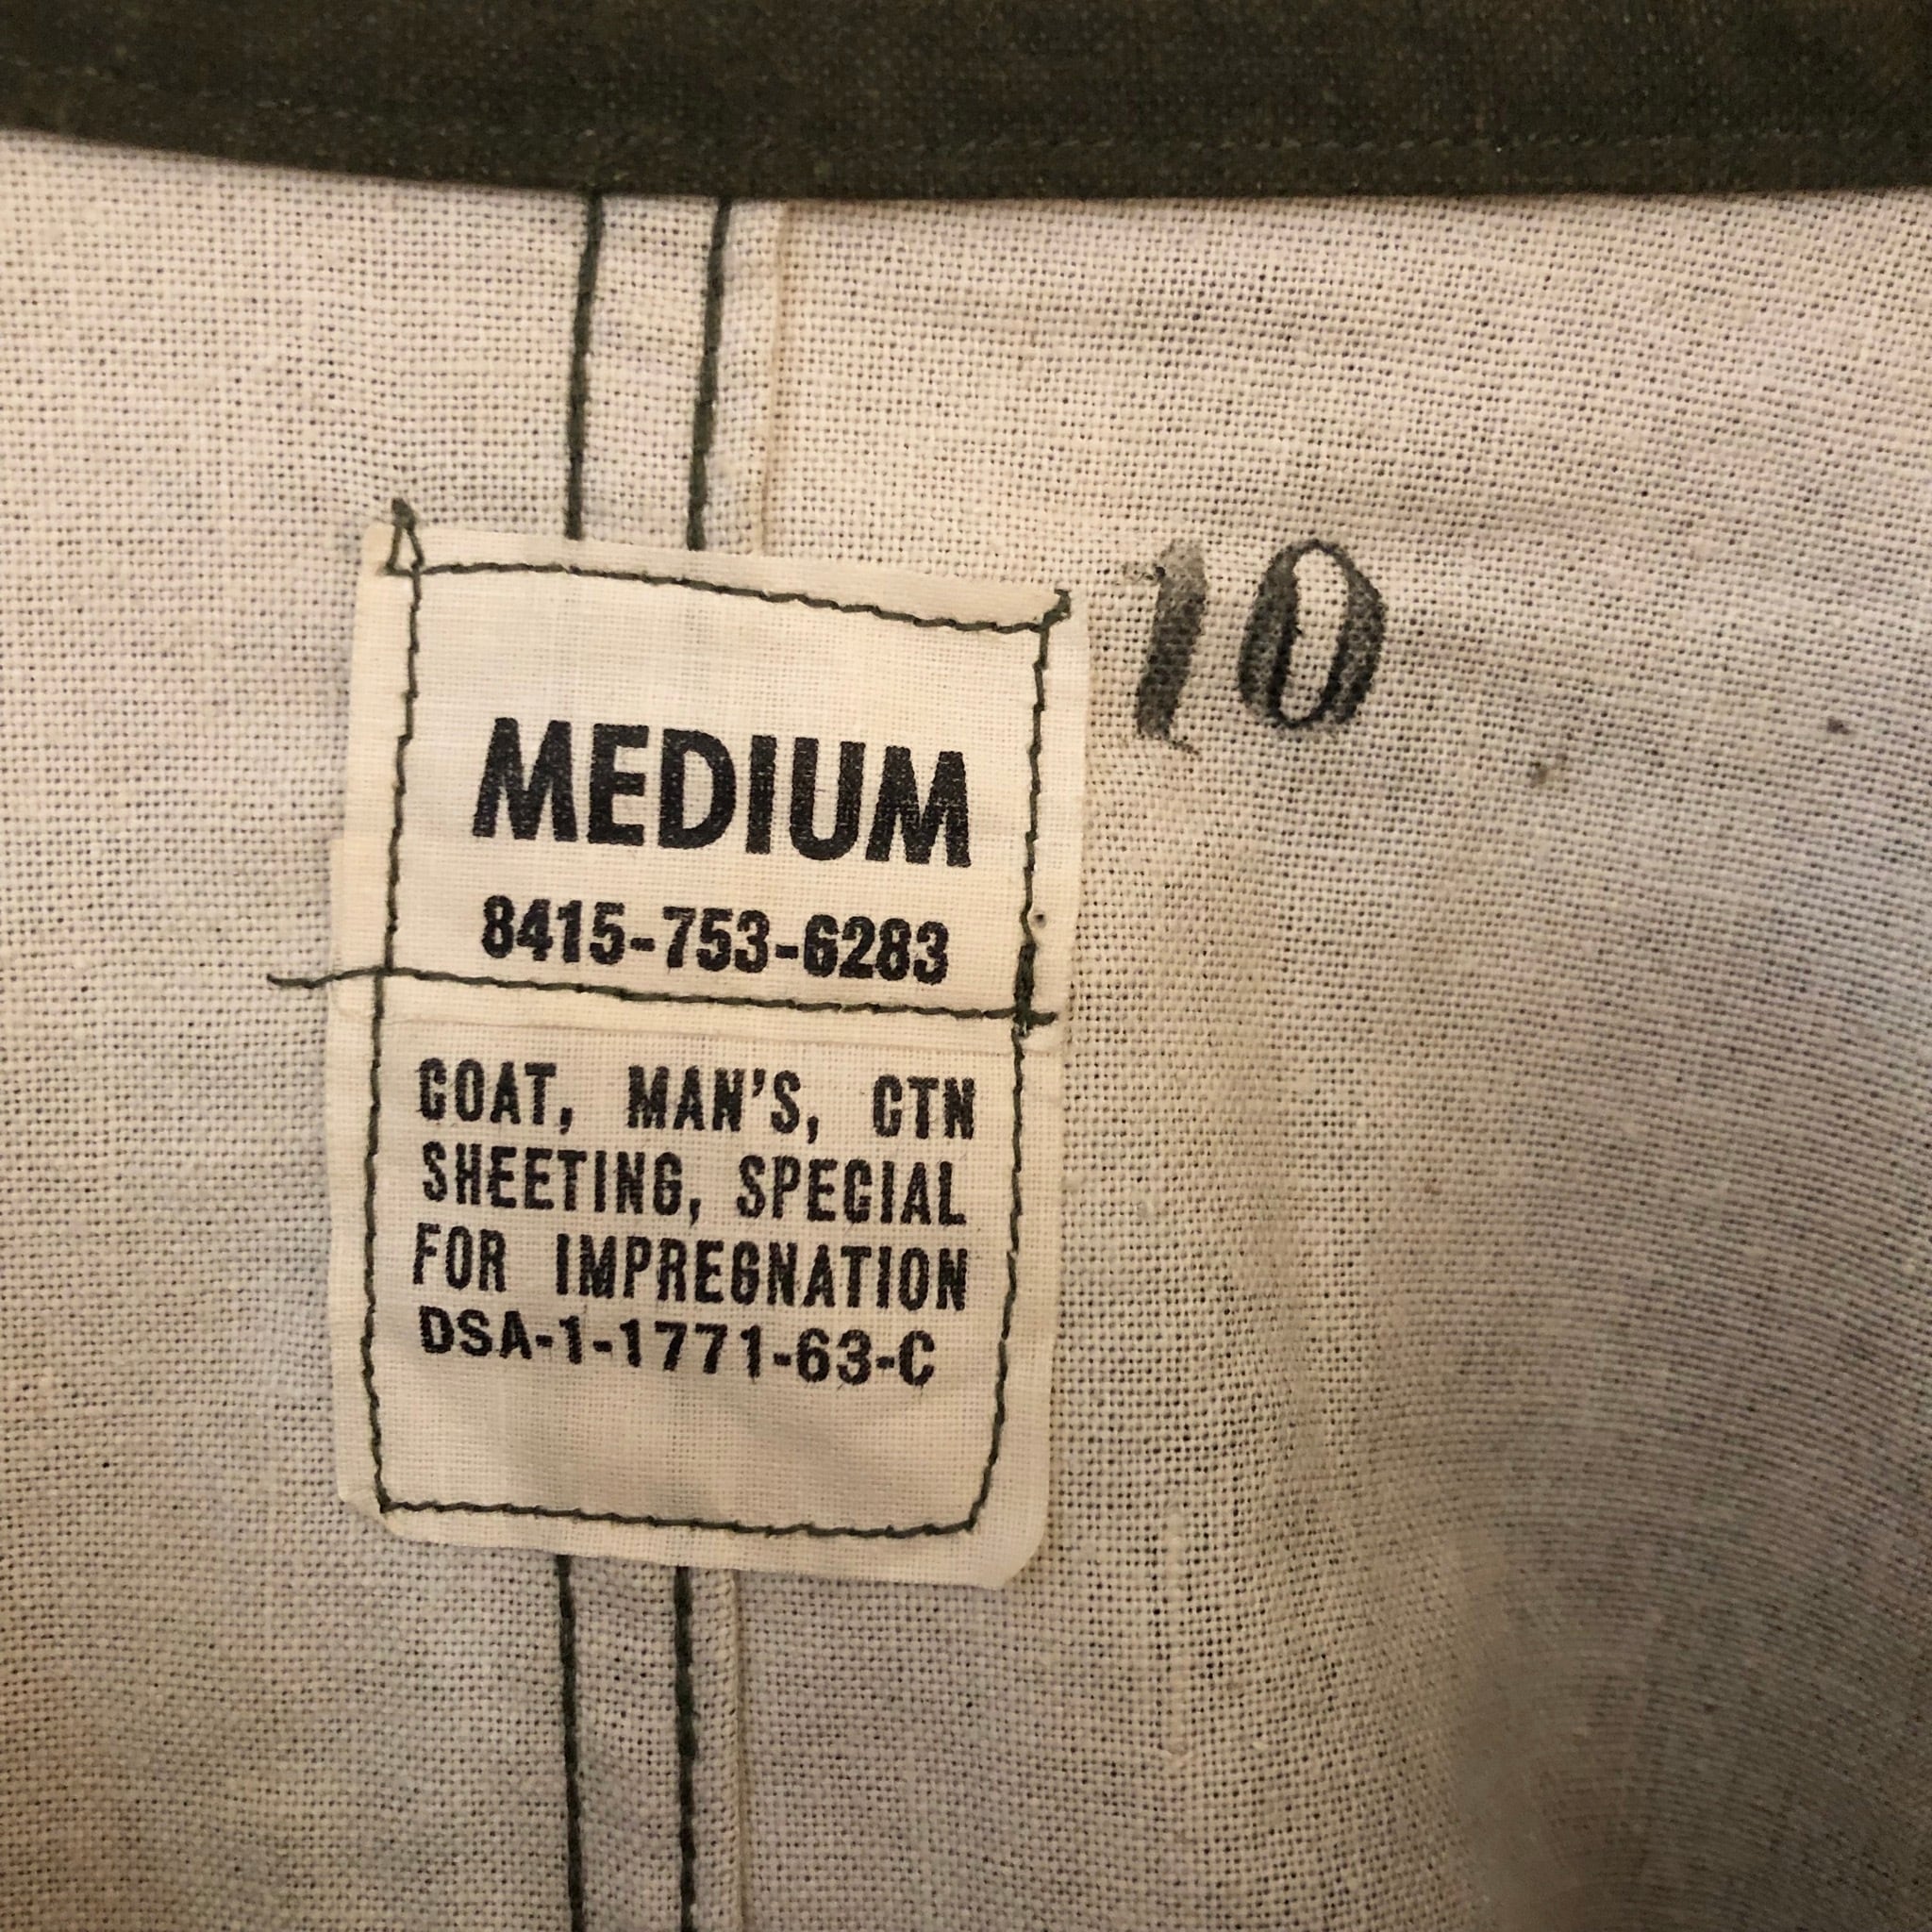 10
MEDIUM
8415-753-6283
COAT, MAN'S, CTN
SHEETING, SPECIAL
FOR IMPREGNATION
DSA-1-1771-63-C